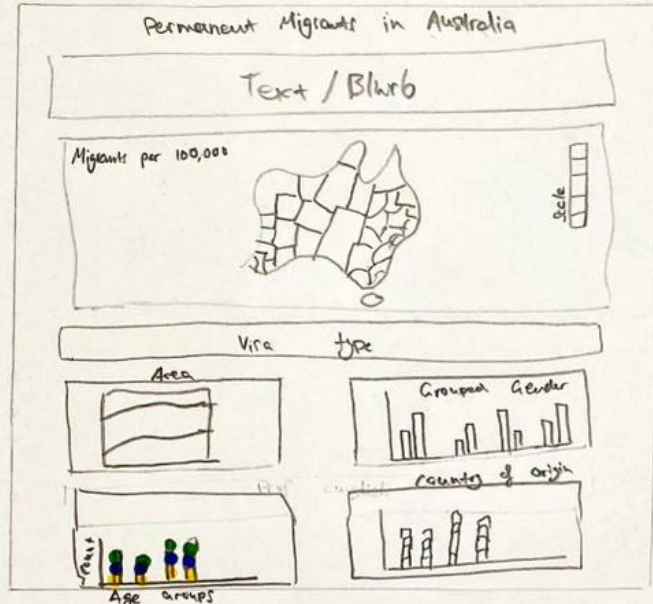 Permanent Migrants in Australia
Text / Blurb
Migrants per 100,000
Scale
Visa type
Area
Grouped Gender
Country of origin
Age Groups